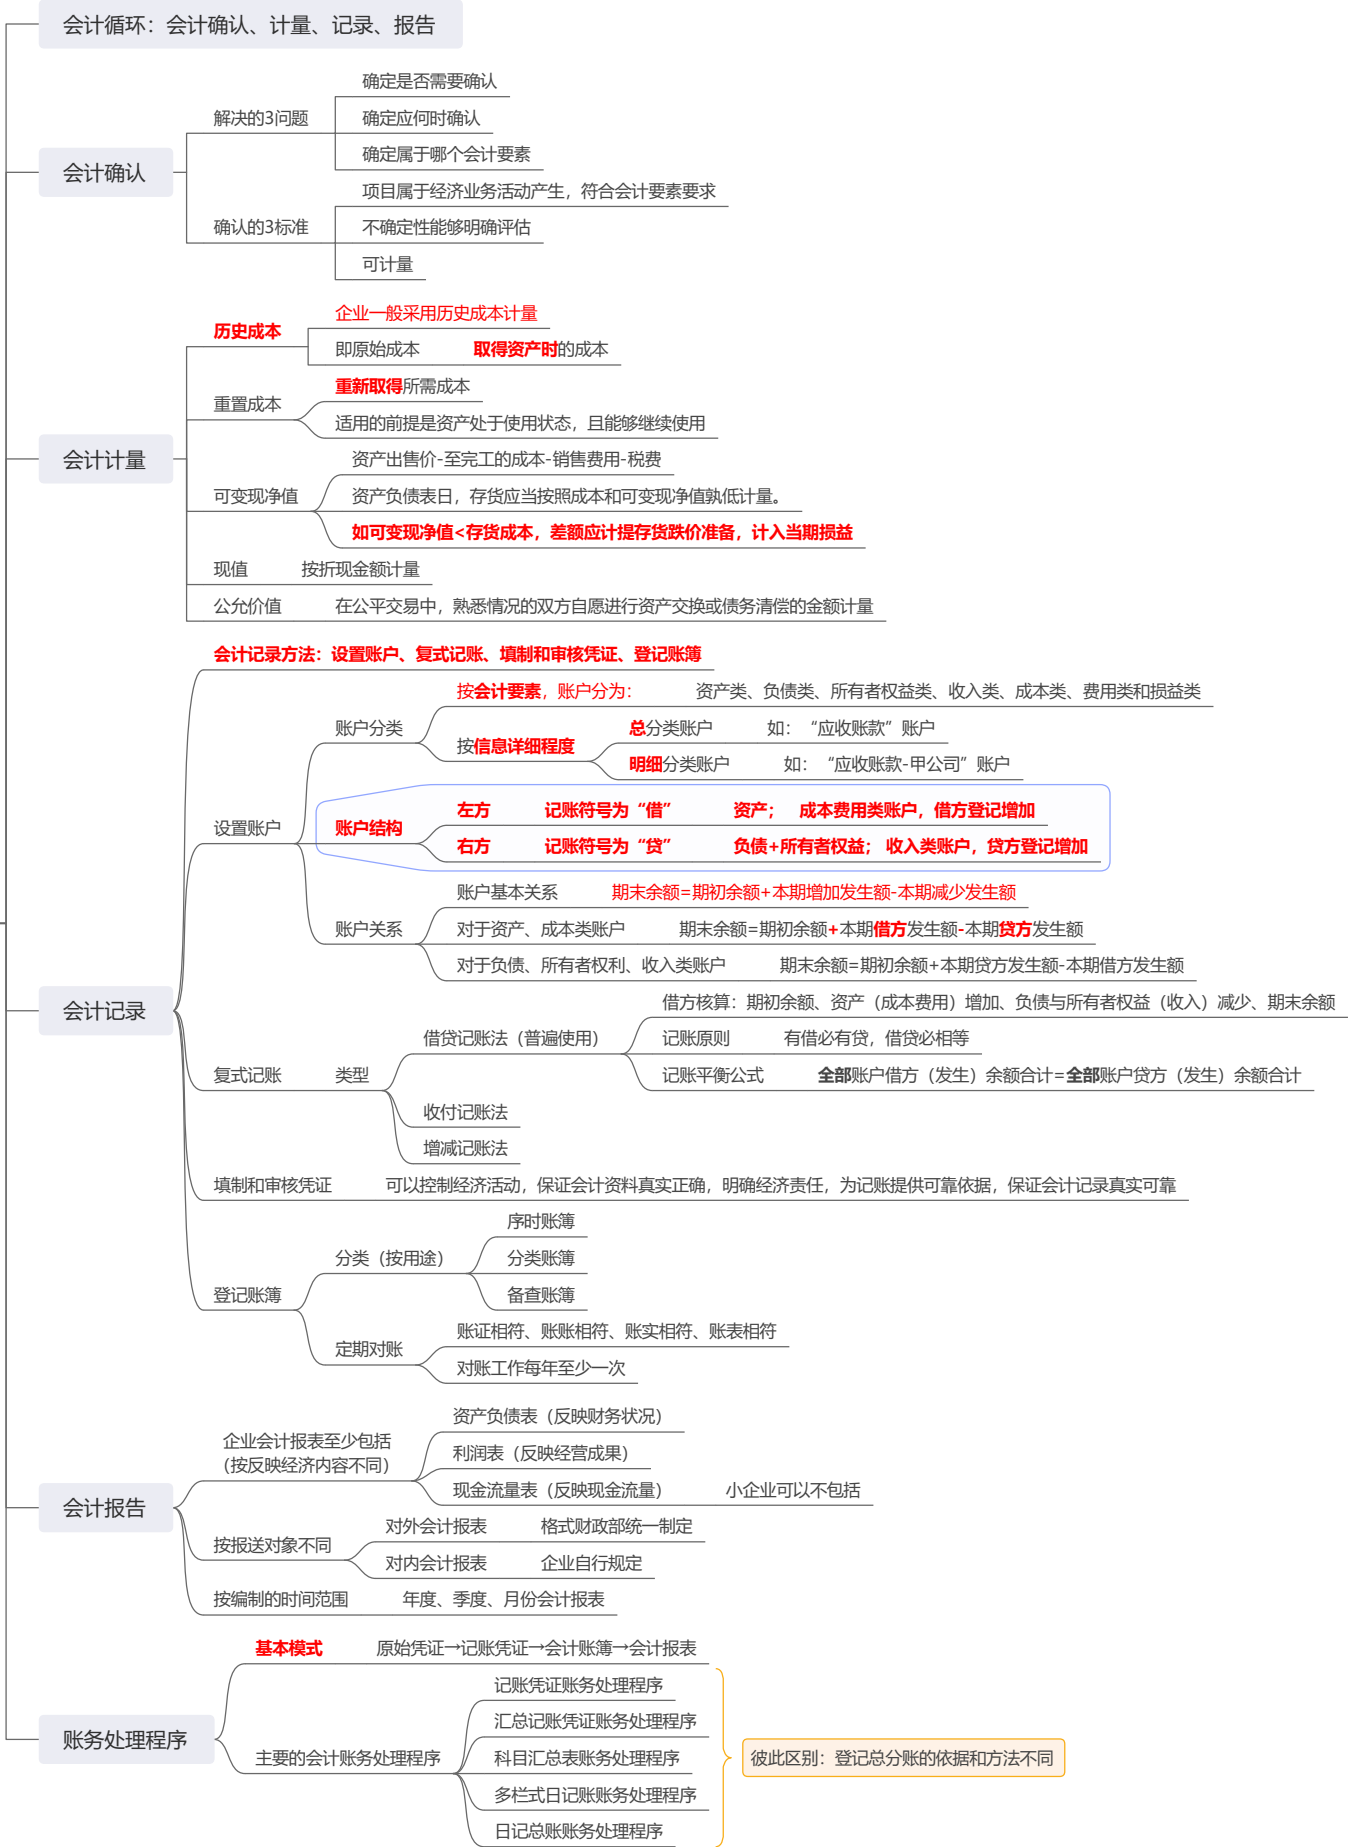 会计循环：会计确认、计量、记录、报告
会计确认
解决的3问题
确定是否需要确认
确定应何时确认
确定属于哪个会计要素
确认的3标准
项目属于经济业务活动产生，符合会计要素要求
不确定性能够明确评估
可计量
会计计量
历史成本
企业一般采用历史成本计量
即原始成本 取得资产时的成本
重置成本
重新取得所需成本
适用的前提是资产处于使用状态，且能够继续使用
可变现净值
资产出售价-至完工的成本-销售费用-税费
资产负债表日，存货应当按照成本和可变现净值孰低计量。
如可变现净值<存货成本，差额应计提存货跌价准备，计入当期损益
现值 按折现金额计量
公允价值 在公平交易中，熟悉情况的双方自愿进行资产交换或债务清偿的金额计量
会计记录
会计记录方法：设置账户、复式记账、填制和审核凭证、登记账簿
设置账户
账户分类
按会计要素，账户分为： 资产类、负债类、所有者权益类、收入类、成本类、费用类和损益类
按信息详细程度
总分类账户 如：“应收账款”账户
明细分类账户 如：“应收账款-甲公司”账户
账户结构
左方 记账符号为“借” 资产； 成本费用类账户，借方登记增加
右方 记账符号为“贷” 负债+所有者权益； 收入类账户，贷方登记增加
账户关系
账户基本关系 期末余额=期初余额+本期增加发生额-本期减少发生额
对于资产、成本类账户 期末余额=期初余额+本期借方发生额-本期贷方发生额
对于负债、所有者权利、收入类账户 期末余额=期初余额+本期贷方发生额-本期借方发生额
复式记账 类型
借贷记账法（普遍使用）
借方核算：期初余额、资产（成本费用）增加、负债与所有者权益（收入）减少、期末余额
记账原则 有借必有贷，借贷必相等
记账平衡公式 全部账户借方（发生）余额合计=全部账户贷方（发生）余额合计
收付记账法
增减记账法
填制和审核凭证 可以控制经济活动，保证会计资料真实正确，明确经济责任，为记账提供可靠依据，保证会计记录真实可靠
登记账簿
分类（按用途）
序时账簿
分类账簿
备查账簿
定期对账
账证相符、账账相符、账实相符、账表相符
对账工作每年至少一次
会计报告
企业会计报表至少包括
（按反映经济内容不同）
资产负债表（反映财务状况）
利润表（反映经营成果）
现金流量表（反映现金流量） 小企业可以不包括
按报送对象不同
对外会计报表 格式财政部统一制定
对内会计报表 企业自行规定
按编制的时间范围 年度、季度、月份会计报表
账务处理程序
基本模式 原始凭证→记账凭证→会计账簿→会计报表
主要的会计账务处理程序
记账凭证账务处理程序
汇总记账凭证账务处理程序
科目汇总表账务处理程序
多栏式日记账账务处理程序
日记总账账务处理程序
彼此区别：登记总分账的依据和方法不同